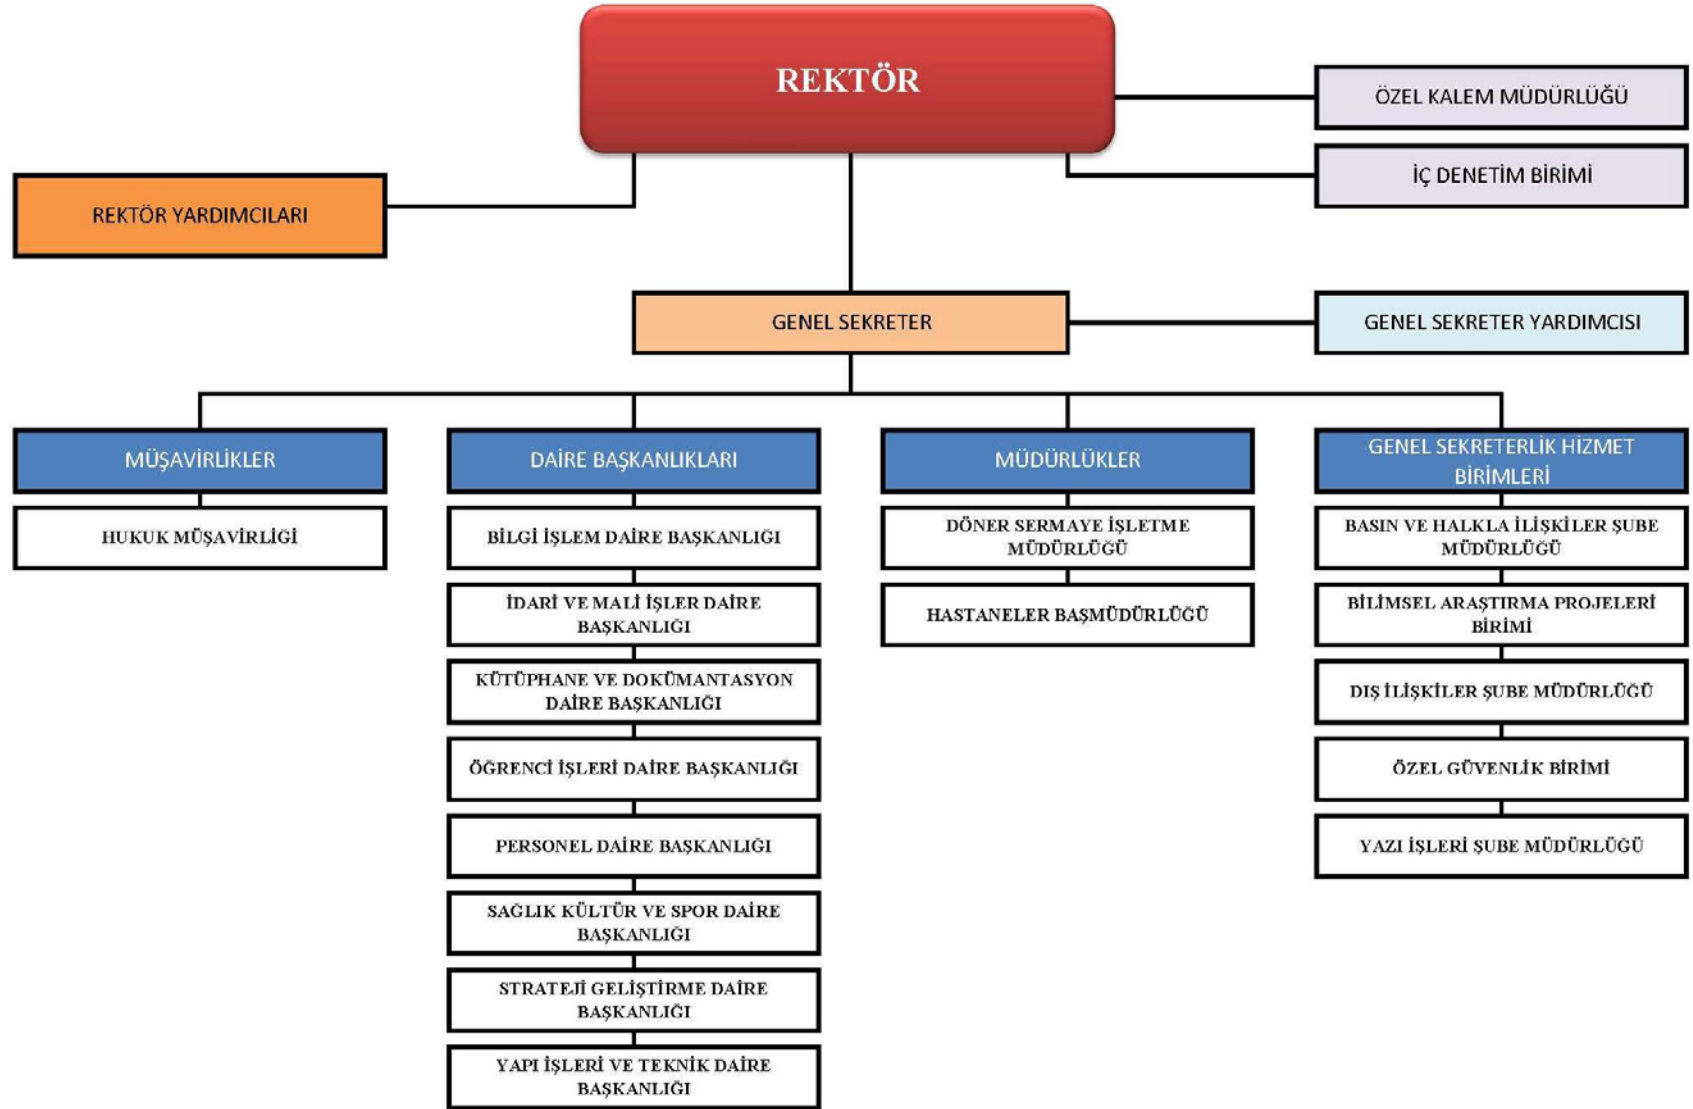 REKTÖR
ÖZEL KALEM MÜDÜRLÜĞÜ
İÇ DENETİM BİRİMİ
REKTÖR YARDIMCILARI
GENEL SEKRETER
GENEL SEKRETER YARDIMCISI
MÜŞAVİRLİKLER
HUKUK MÜŞAVİRLİĞİ
DAİRE BAŞKANLIKLARI
BİLGİ İŞLEM DAİRE BAŞKANLIĞI
İDARİ VE MALİ İŞLER DAİRE
BAŞKANLIĞI
KÜTÜPHANE VE DOKÜMANTASYON
DAİRE BAŞKANLIĞI
ÖĞRENCİ İŞLERİ DAİRE BAŞKANLIĞI
PERSONEL DAİRE BAŞKANLIĞI
SAĞLIK KÜLTÜR VE SPOR DAİRE
BAŞKANLIĞI
STRATEJİ GELİŞTİRME DAİRE
BAŞKANLIĞI
YAPI İŞLERİ VE TEKNİK DAİRE
BAŞKANLIĞI
MÜDÜRLÜKLER
DÖNER SERMAYE İŞLETME
MÜDÜRLÜĞÜ
HASTANELER BAŞMÜDÜRLÜĞÜ
GENEL SEKRETERLİK HİZMET
BİRİMLERİ
BASIN VE HALKLA İLİŞKİLER ŞUBE
MÜDÜRLÜĞÜ
BİLİMSEL ARAŞTIRMA PROJELERİ
BİRİMİ
DIŞ İLİŞKİLER ŞUBE MÜDÜRLÜĞÜ
ÖZEL GÜVENLİK BİRİMİ
YAZI İŞLERİ ŞUBE MÜDÜRLÜĞÜ